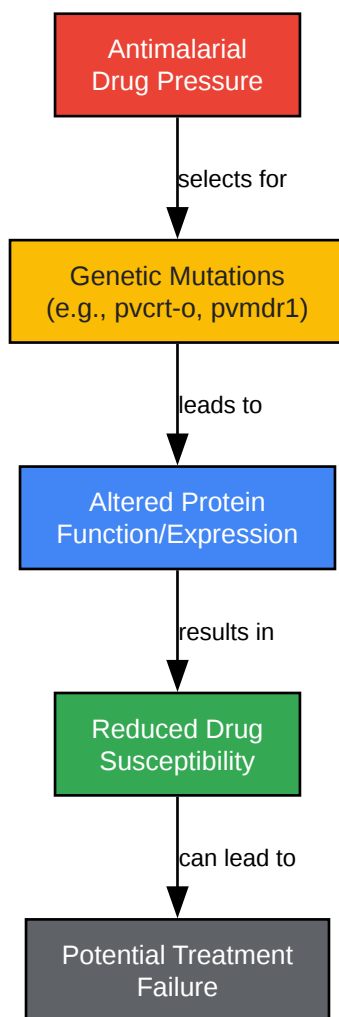 Antimalarial
Drug Pressure
selects for
Genetic Mutations
(e.g., pvcrt-o, pvmdr1)
leads to
Altered Protein
Function/Expression
results in
Reduced Drug
Susceptibility
can lead to
Potential Treatment
Failure